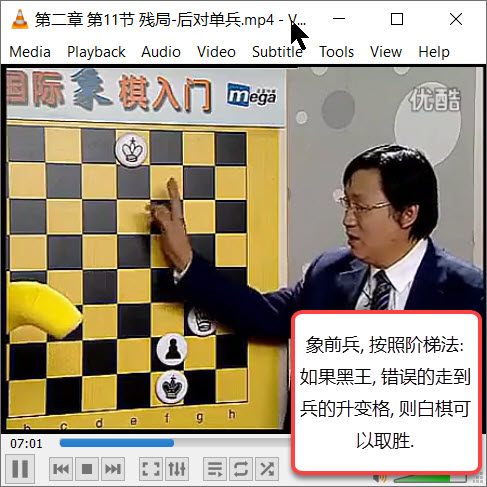 第二章 第11节 残局-后对单兵.mp4 - V...
Media Playback Audio Video Subtitle Tools View Help
国际象棋入门
mega
优酷
象前兵, 按照阶梯法:
如果黑王, 错误的走到
兵的升变格, 则白棋可
以取胜.
b c d e f g h
07:01